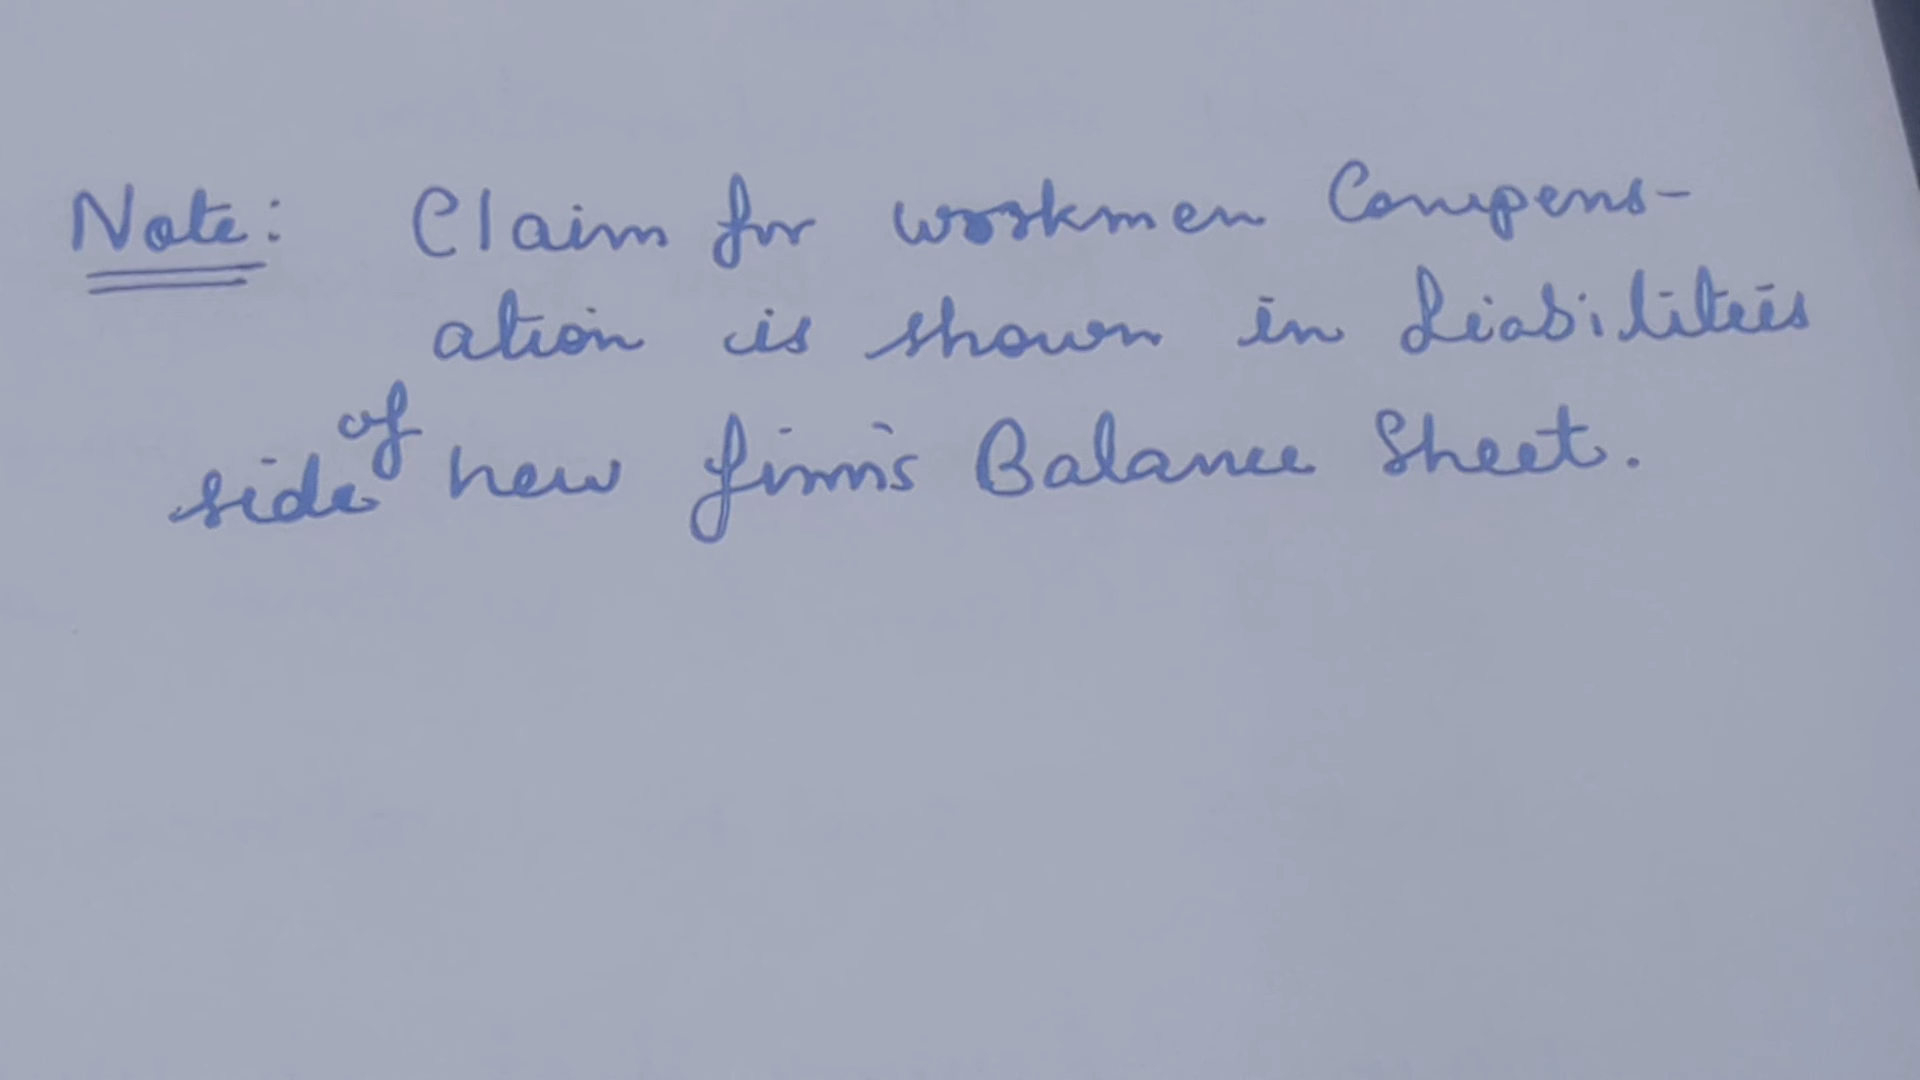 Note: Claim for workmen Compens-
ation is shown in Liabilities
side of new firm's Balance Sheet.